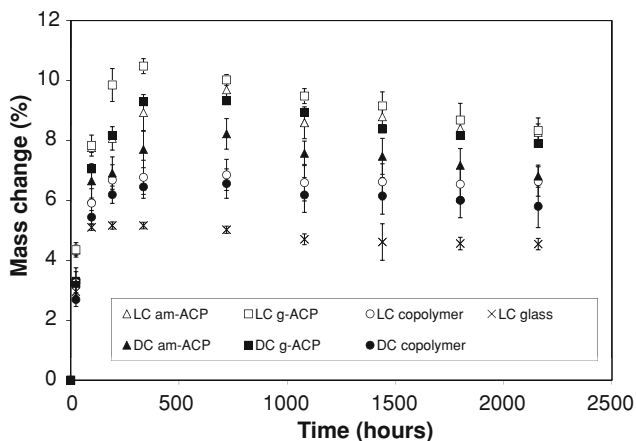 Mass change (%)
12
10
8
6
4
2
0
LC am-ACP LC g-ACP LC copolymer LC glass
DC am-ACP DC g-ACP DC copolymer
0 500 1000 1500 2000 2500
Time (hours)